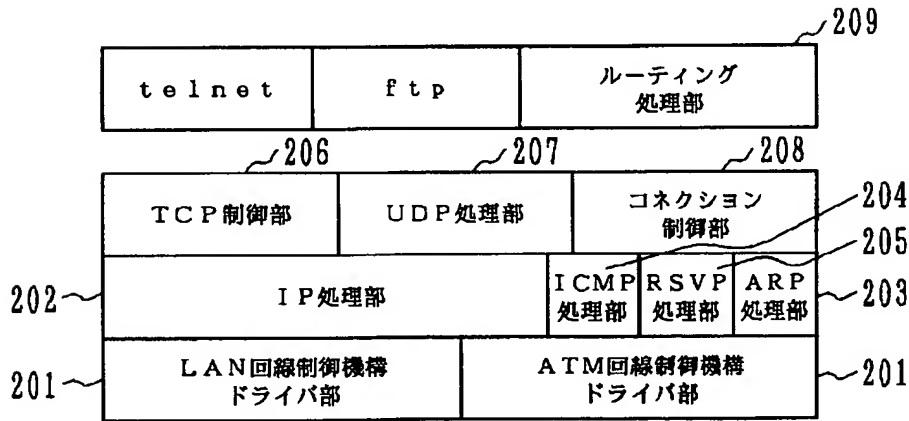 209
telnet
ftp
ルーティング
処理部
206
207
208
TCP制御部
UDP処理部
コネクション
制御部
204
205
202
IP処理部
ICMP
処理部
RSVP
処理部
ARP
処理部
203
201
LAN回線制御機構
ドライバ部
ATM回線制御機構
ドライバ部
201